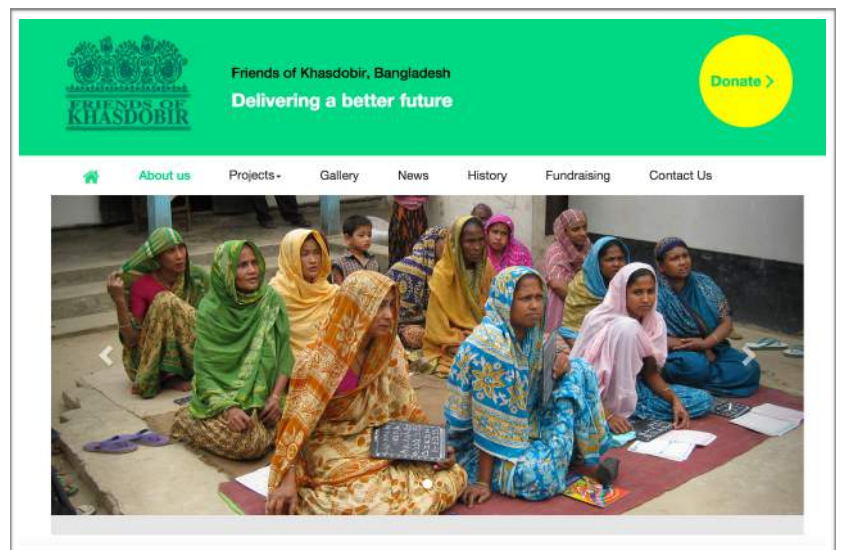 FRIENDS OF
KHASDOBIR
Friends of Khasdobir, Bangladesh
Delivering a better future
Donate >
About us
Projects
Gallery
News
History
Fundraising
Contact Us